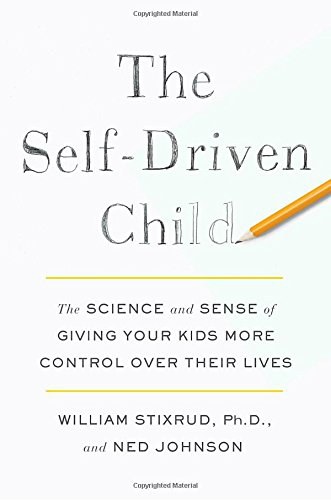 Copyrighted Material
The
Self-Driven
Child
The SCIENCE and SENSE of
GIVING YOUR KIDS MORE
CONTROL OVER THEIR LIVES
WILLIAM STIXRUD, Ph.D.,
and NED JOHNSON
Copyrighted Material